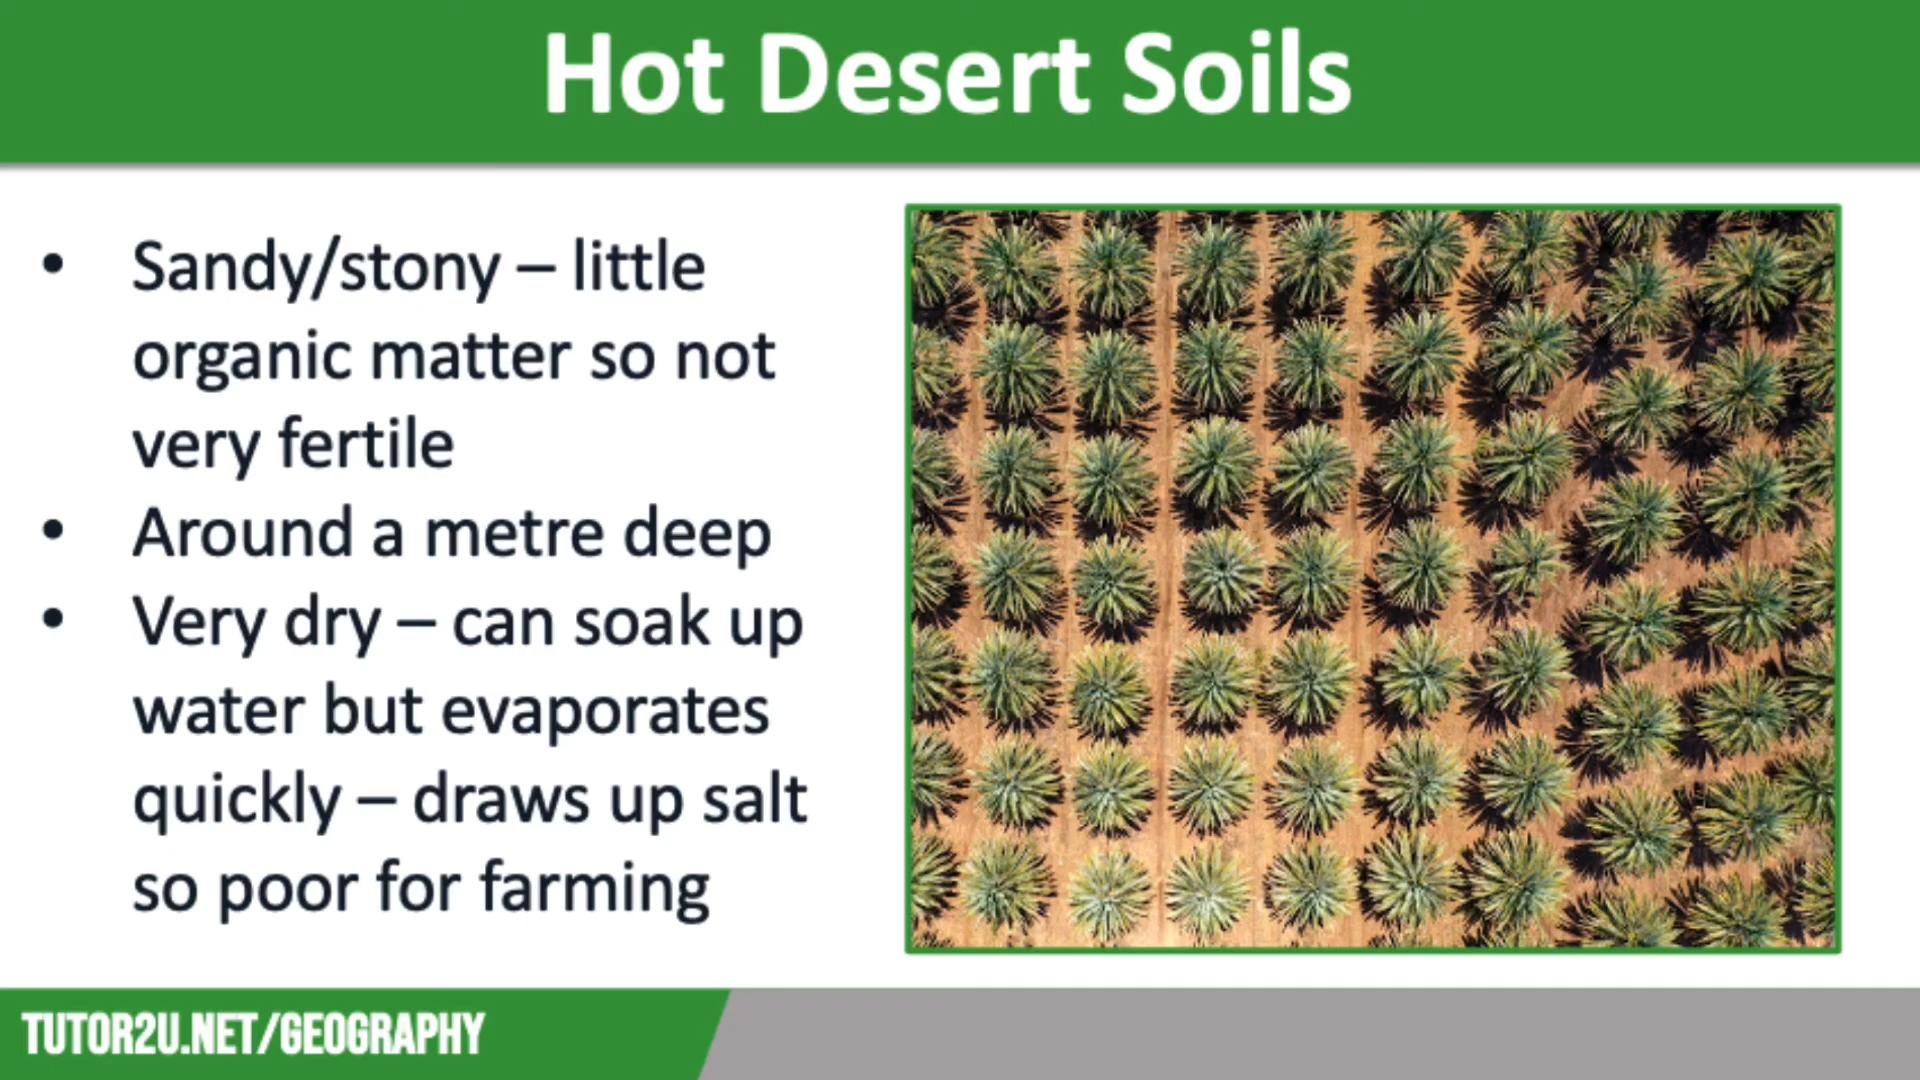 Hot Desert Soils
• Sandy/stony – little
organic matter so not
very fertile
• Around a metre deep
• Very dry – can soak up
water but evaporates
quickly – draws up salt
so poor for farming
TUTOR2U.NET/GEOGRAPHY